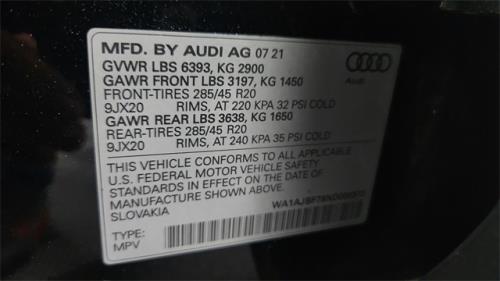 MFD. BY AUDI AG 07 21
GVWR LBS 6393, KG 2900
GAWR FRONT LBS 3197, KG 1450
FRONT-TIRES 285/45 R20
9JX20 RIMS, AT 220 KPA 32 PSI COLD
GAWR REAR LBS 3638, KG 1650
REAR-TIRES 285/45 R20
9JX20 RIMS, AT 240 KPA 35 PSI COLD
THIS VEHICLE CONFORMS TO ALL APPLICABLE
U.S. FEDERAL MOTOR VEHICLE SAFETY
STANDARDS IN EFFECT ON THE DATE OF
MANUFACTURE SHOWN ABOVE.
SLOVAKIA
TYPE:
MPV
Audi